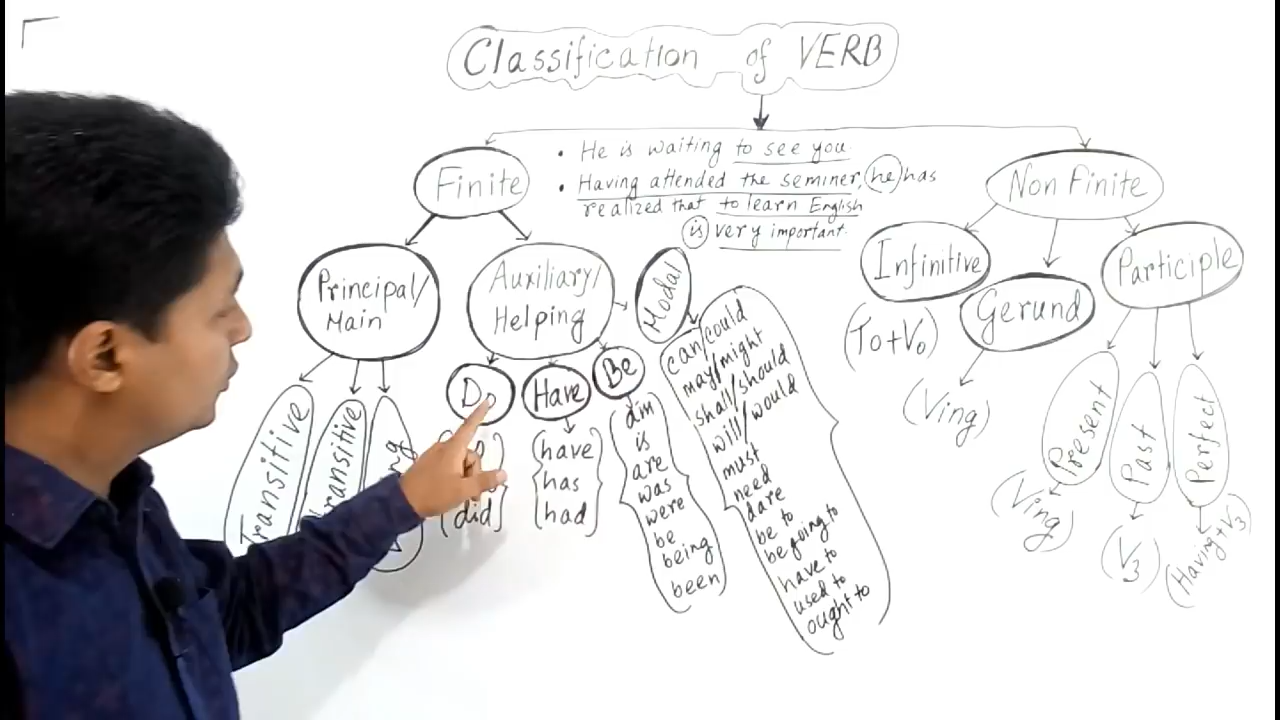 Classification of VERB
• He is waiting to see you.
• Having attended the seminer, he has
realized that to learn English
is very important.
Finite
Principal/
Main
Transitive
Auxiliary/
Helping
Do
did
Have
have
has
had
Be
am
is
are
was
were
be
being
been
Modal
can/could
may/might
shall/should
will/would
must
need
dare
be to
be going to
have to
used to
ought to
Non Finite
Infinitive
(To+V₀)
Gerund
(Ving)
Participle
Present
(Ving)
Past
(V₃)
Perfect
(Having+V₃)